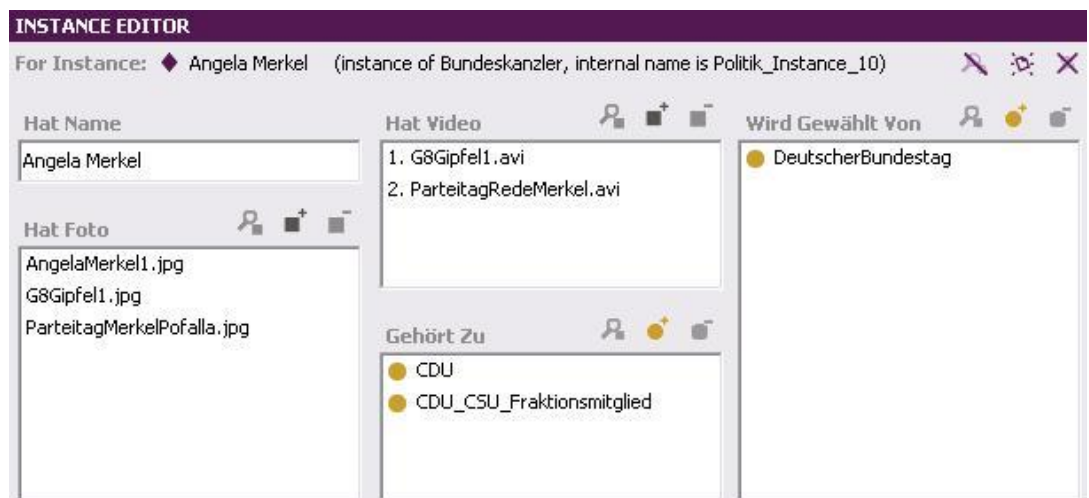 INSTANCE EDITOR
For Instance: Angela Merkel (instance of Bundeskanzler, internal name is Politik_Instance_10)
Hat Name
Angela Merkel
Hat Foto
AngelaMerkel1.jpg
G8Gipfel1.jpg
ParteitagMerkelPofalla.jpg
Hat Video
1. G8Gipfel1.avi
2. ParteitagRedeMerkel.avi
Gehört Zu
CDU
CDU_CSU_Fraktionsmitglied
Wird Gewählt Von
DeutscherBundestag